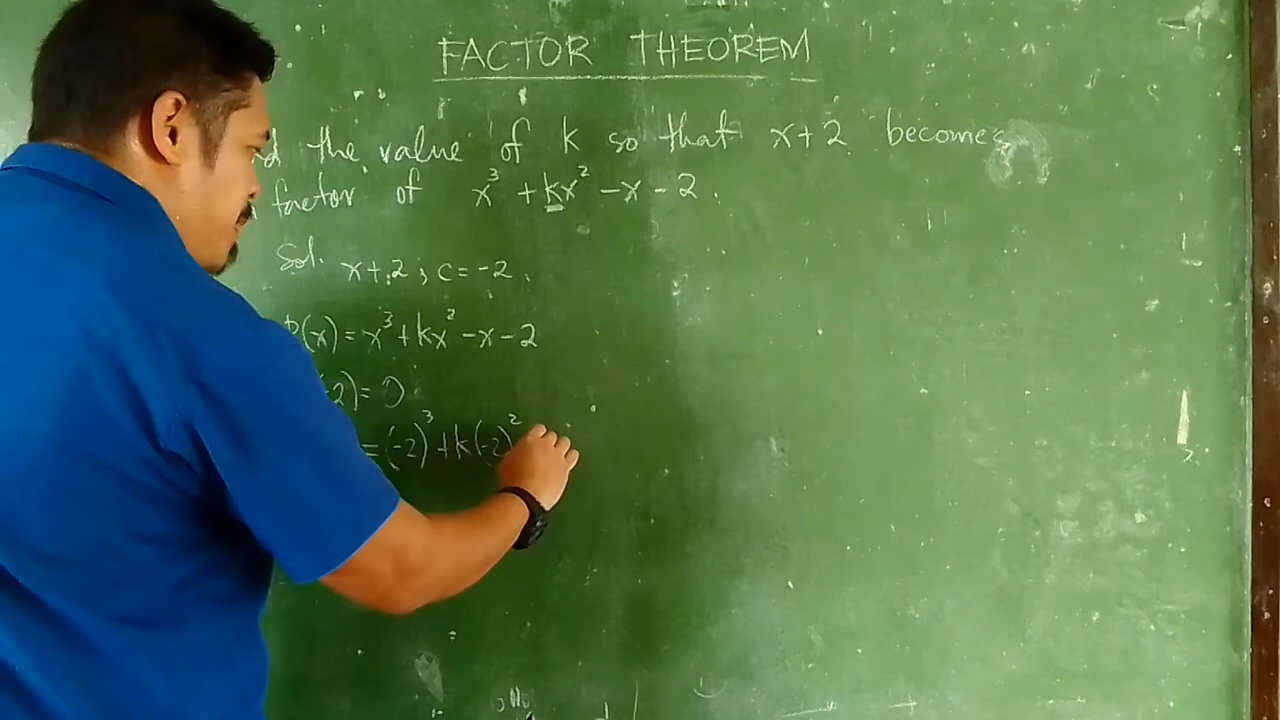 FACTOR THEOREM
the value of k so that x+2 becomes
factor of x³ + kx² - x - 2.
Sol. x+2 ; c = -2.
P(x) = x³ + kx² - x - 2
2) = 0
= (-2)³ + k(-2)²